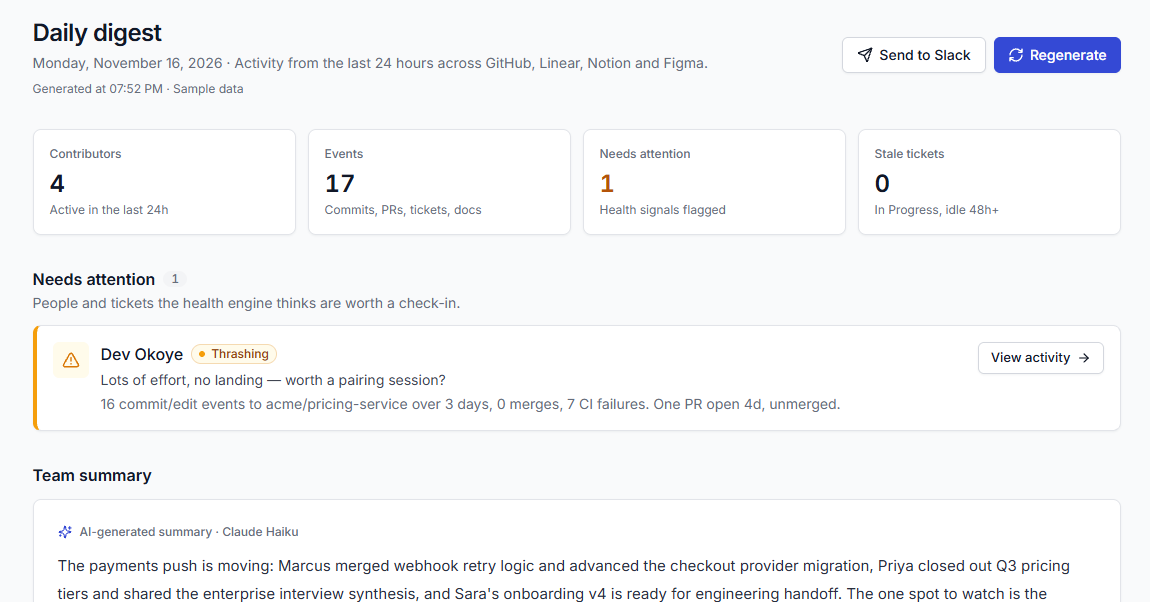 Daily digest
Monday, November 16, 2026 · Activity from the last 24 hours across GitHub, Linear, Notion and Figma.
Generated at 07:52 PM · Sample data
Send to Slack
Regenerate
Contributors
4
Active in the last 24h
Events
17
Commits, PRs, tickets, docs
Needs attention
1
Health signals flagged
Stale tickets
0
In Progress, idle 48h+
Needs attention 1
People and tickets the health engine thinks are worth a check-in.
Dev Okoye Thrashing
Lots of effort, no landing — worth a pairing session?
16 commit/edit events to acme/pricing-service over 3 days, 0 merges, 7 CI failures. One PR open 4d, unmerged.
View activity →
Team summary
AI-generated summary · Claude Haiku
The payments push is moving: Marcus merged webhook retry logic and advanced the checkout provider migration, Priya closed out Q3 pricing
tiers and shared the enterprise interview synthesis, and Sara's onboarding v4 is ready for engineering handoff. The one spot to watch is the